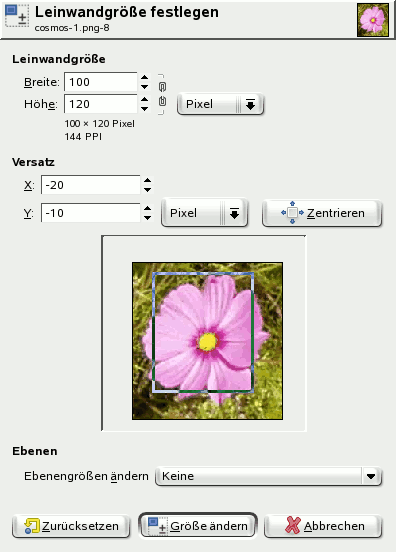 Leinwandgröße festlegen
cosmos-1.png-8
Leinwandgröße
Breite: 100
Höhe: 120 Pixel
100 × 120 Pixel
144 PPI
Versatz
X: -20
Y: -10 Pixel Zentrieren
Ebenen
Ebenengrößen ändern Keine
Zurücksetzen Größe ändern Abbrechen